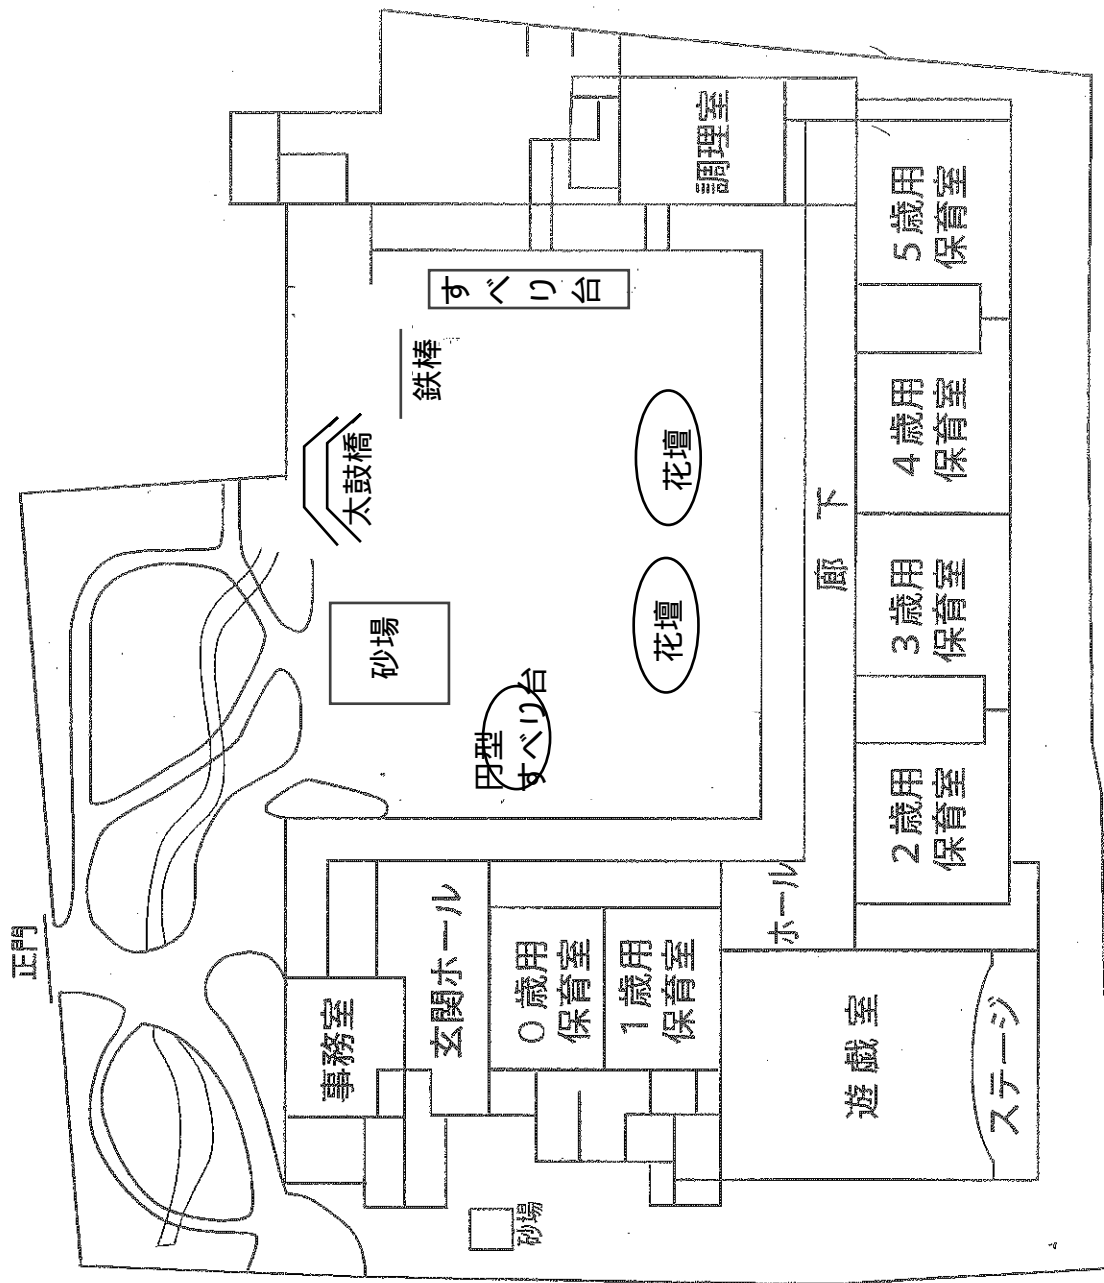 正門
事務室
玄関ホール
0歳用
保育室
1歳用
保育室
砂場
遊戯室
ステージ
ホール
廊下
2歳用
保育室
3歳用
保育室
4歳用
保育室
5歳用
保育室
調理室
すべり台
鉄棒
太鼓橋
砂場
円型
すべり台
花壇
花壇